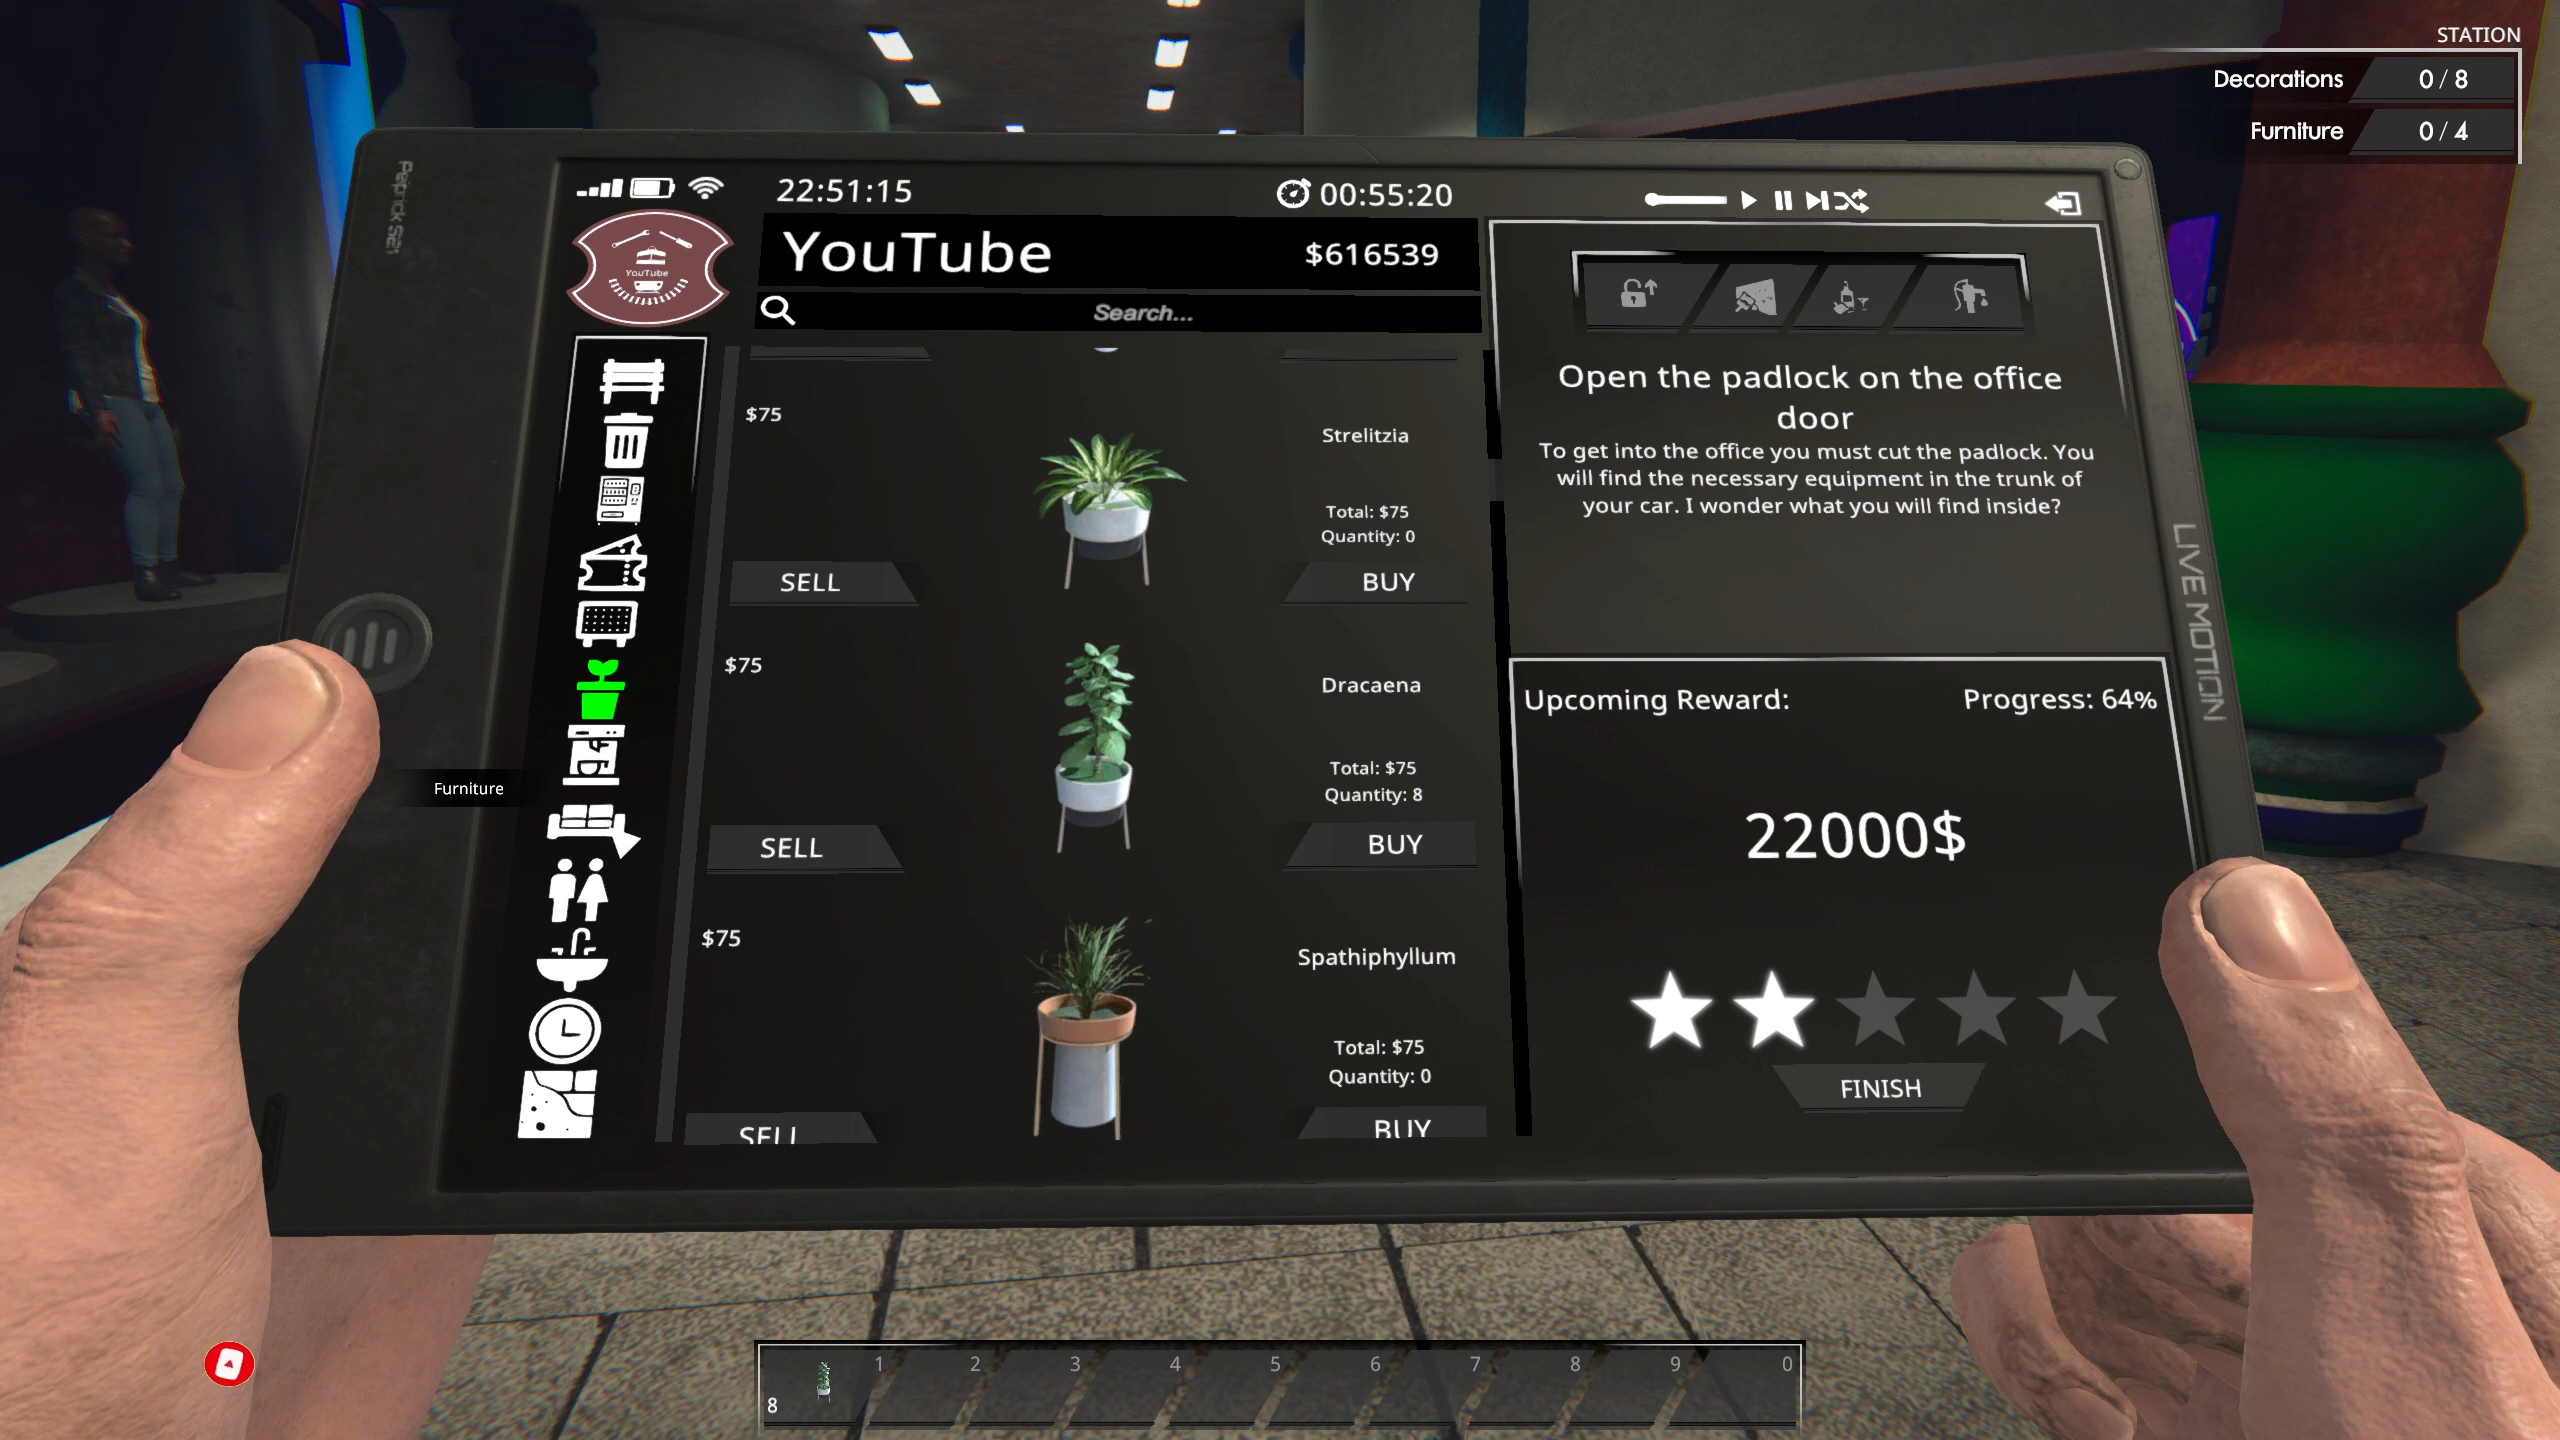 STATION
Decorations 0 / 8
Furniture 0 / 4
22:51:15
00:55:20
YouTube
YouTube $616539
Search...
$75
Strelitzia
Total: $75
Quantity: 0
SELL
BUY
$75
Dracaena
Total: $75
Quantity: 8
SELL
BUY
$75
Spathiphyllum
Total: $75
Quantity: 0
SELL
BUY
Furniture
Open the padlock on the office
door
To get into the office you must cut the padlock. You
will find the necessary equipment in the trunk of
your car. I wonder what you will find inside?
Upcoming Reward: Progress: 64%
22000$
FINISH
LIVE MOTION
1 2 3 4 5 6 7 8 9 0
8